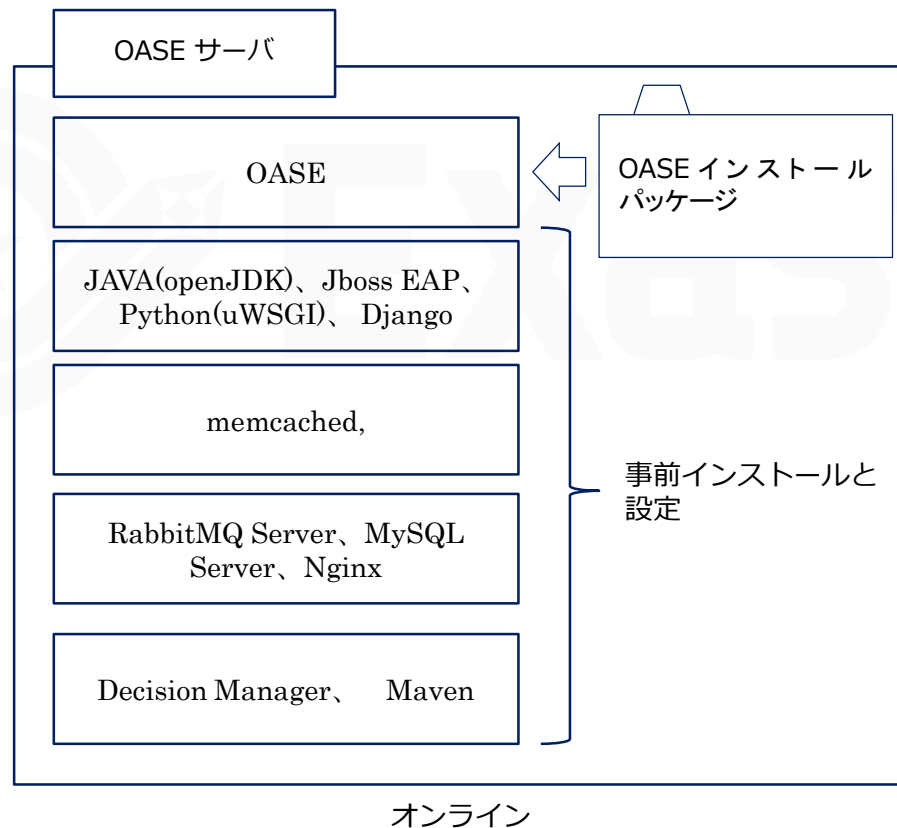 OASE サーバ
OASE
OASE インストール
パッケージ
JAVA(openJDK)、Jboss EAP、
Python(uWSGI)、 Django
memcached,
事前インストールと
設定
RabbitMQ Server、MySQL
Server、Nginx
Decision Manager、 Maven
オンライン
Exas